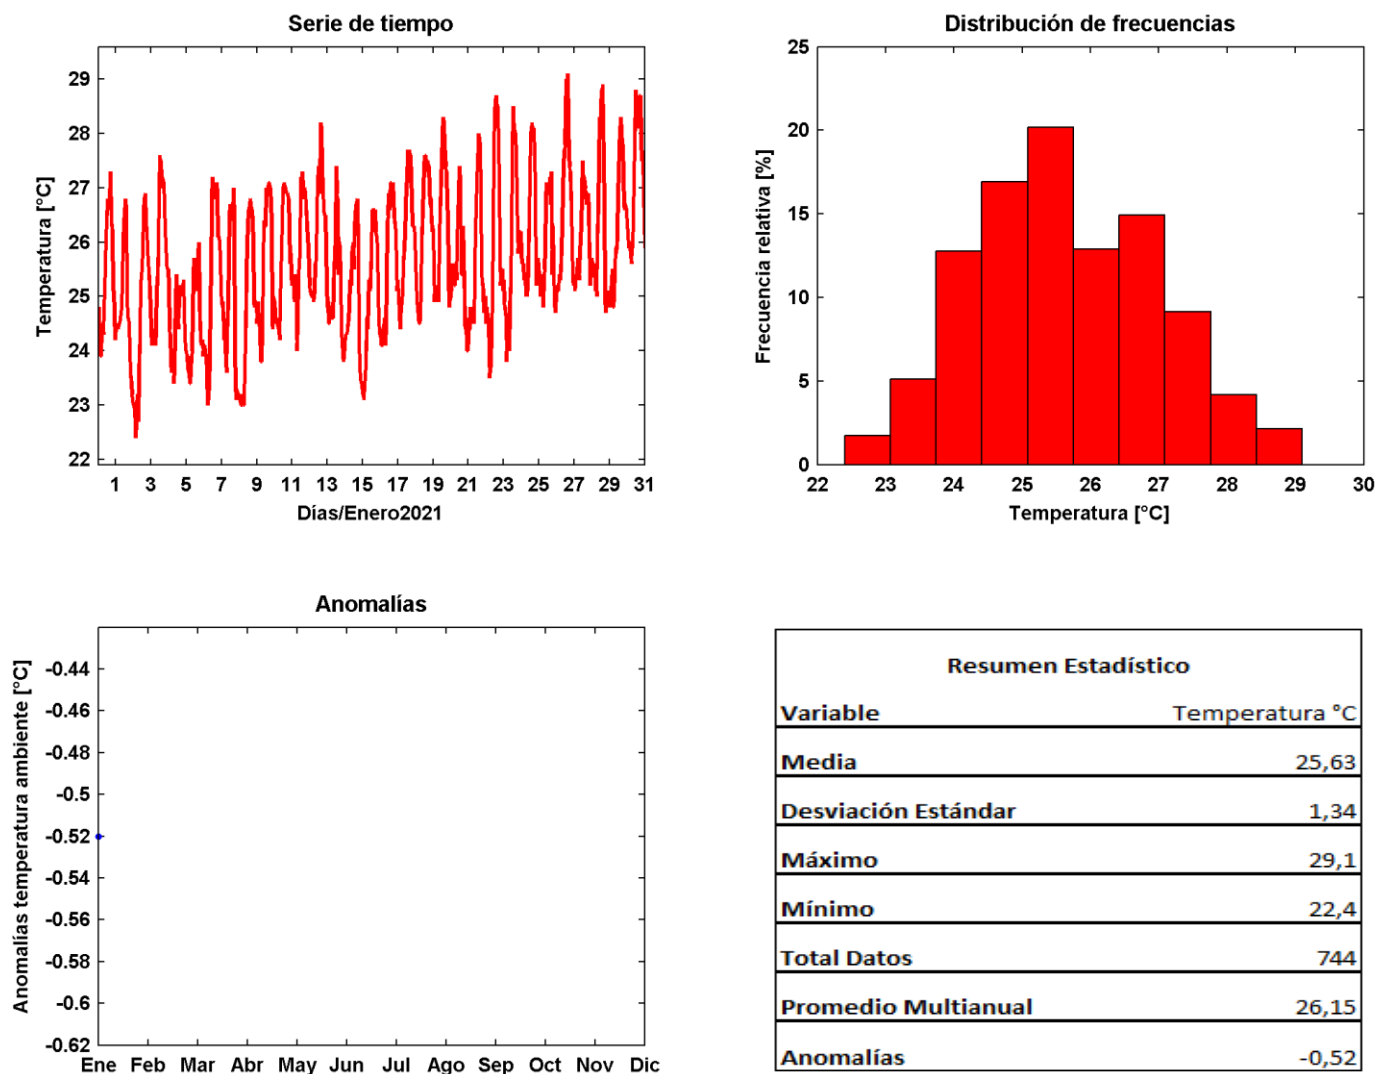 Serie de tiempo
Temperatura [°C]
29
28
27
26
25
24
23
22
1 3 5 7 9 11 13 15 17 19 21 23 25 27 29 31
Días/Enero2021
Distribución de frecuencias
Frecuencia relativa [%]
25
20
15
10
5
0
22 23 24 25 26 27 28 29 30
Temperatura [°C]
Anomalías
Anomalías temperatura ambiente [°C]
-0.44
-0.46
-0.48
-0.5
-0.52
-0.54
-0.56
-0.58
-0.6
-0.62
Ene Feb Mar Abr May Jun Jul Ago Sep Oct Nov Dic
Resumen Estadístico
Variable Temperatura °C
Media 25,63
Desviación Estándar 1,34
Máximo 29,1
Mínimo 22,4
Total Datos 744
Promedio Multianual 26,15
Anomalías -0,52